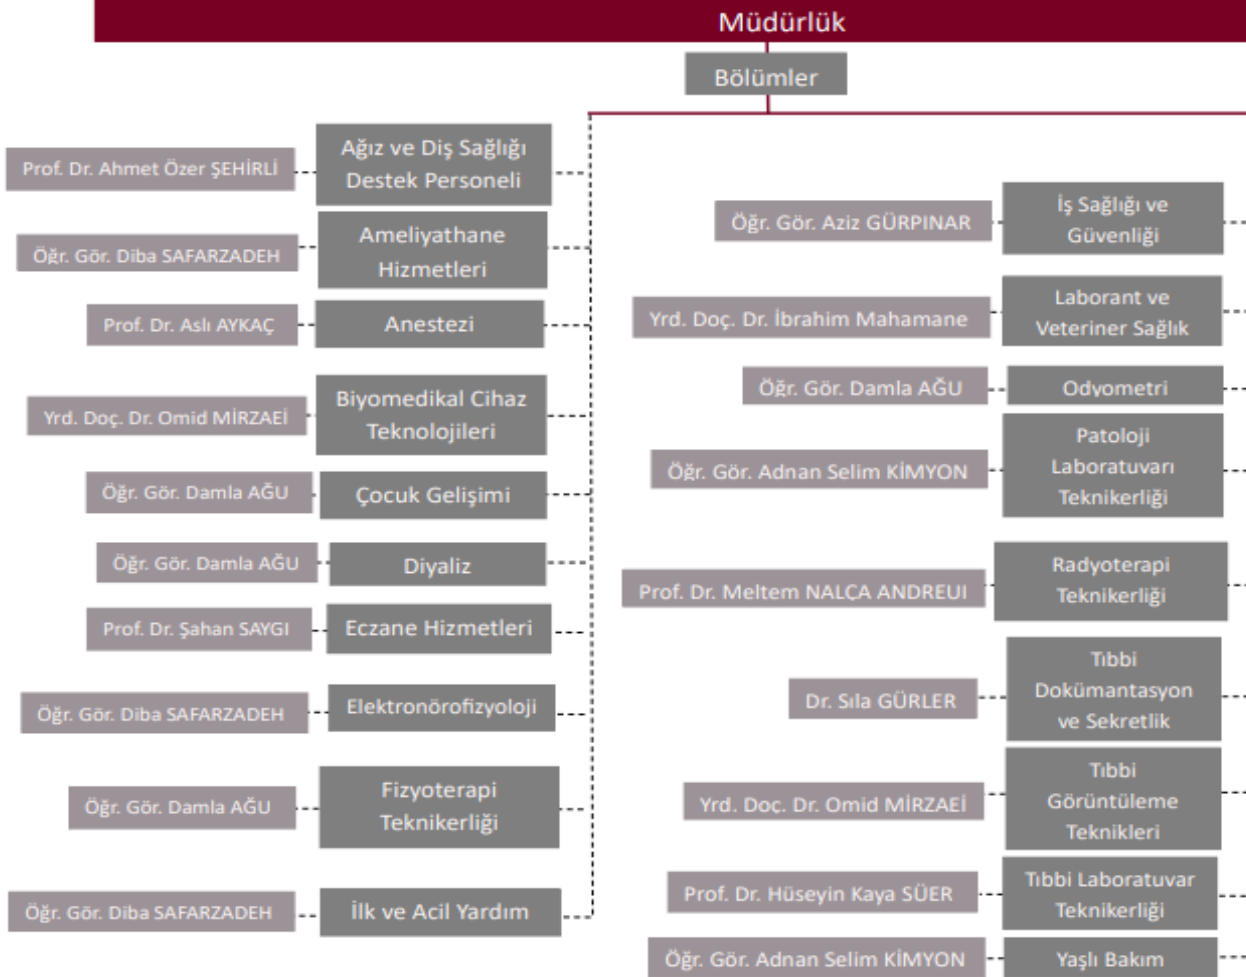 Müdürlük
Bölümler
Prof. Dr. Ahmet Özer ŞEHİRLİ
Ağız ve Diş Sağlığı
Destek Personeli
Öğr. Gör. Diba SAFARZADEH
Ameliyathane
Hizmetleri
Prof. Dr. Aslı AYKAÇ
Anestezi
Yrd. Doç. Dr. Omid MİRZAEİ
Biyomedikal Cihaz
Teknolojileri
Öğr. Gör. Damla AĞU
Çocuk Gelişimi
Öğr. Gör. Damla AĞU
Diyaliz
Prof. Dr. Şahan SAYGI
Eczane Hizmetleri
Öğr. Gör. Diba SAFARZADEH
Elektronörofizyoloji
Öğr. Gör. Damla AĞU
Fizyoterapi
Teknikerliği
Öğr. Gör. Diba SAFARZADEH
İlk ve Acil Yardım
Öğr. Gör. Aziz GÜRPINAR
İş Sağlığı ve
Güvenliği
Yrd. Doç. Dr. İbrahim Mahamane
Laborant ve
Veteriner Sağlık
Öğr. Gör. Damla AĞU
Odyometri
Öğr. Gör. Adnan Selim KİMYON
Patoloji
Laboratuvarı
Teknikerliği
Prof. Dr. Meltem NALÇA ANDREUI
Radyoterapi
Teknikerliği
Dr. Sıla GÜRLER
Tıbbi
Dokümantasyon
ve Sekretlik
Yrd. Doç. Dr. Omid MİRZAEİ
Tıbbi
Görüntüleme
Teknikleri
Prof. Dr. Hüseyin Kaya SÜER
Tıbbi Laboratuvar
Teknikerliği
Öğr. Gör. Adnan Selim KİMYON
Yaşlı Bakım